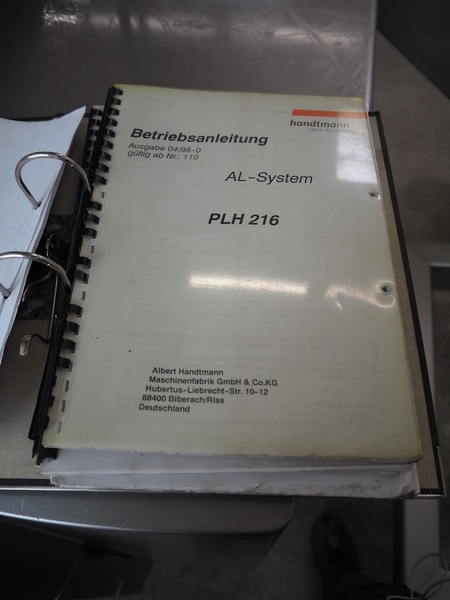 handtmann
Betriebsanleitung
Ausgabe 04/98-0
gültig ab Nr.: 110
AL-System
PLH 216
Albert Handtmann
Maschinenfabrik GmbH & Co.KG
Hubertus-Liebrecht-Str. 10-12
88400 Biberach/Riss
Deutschland